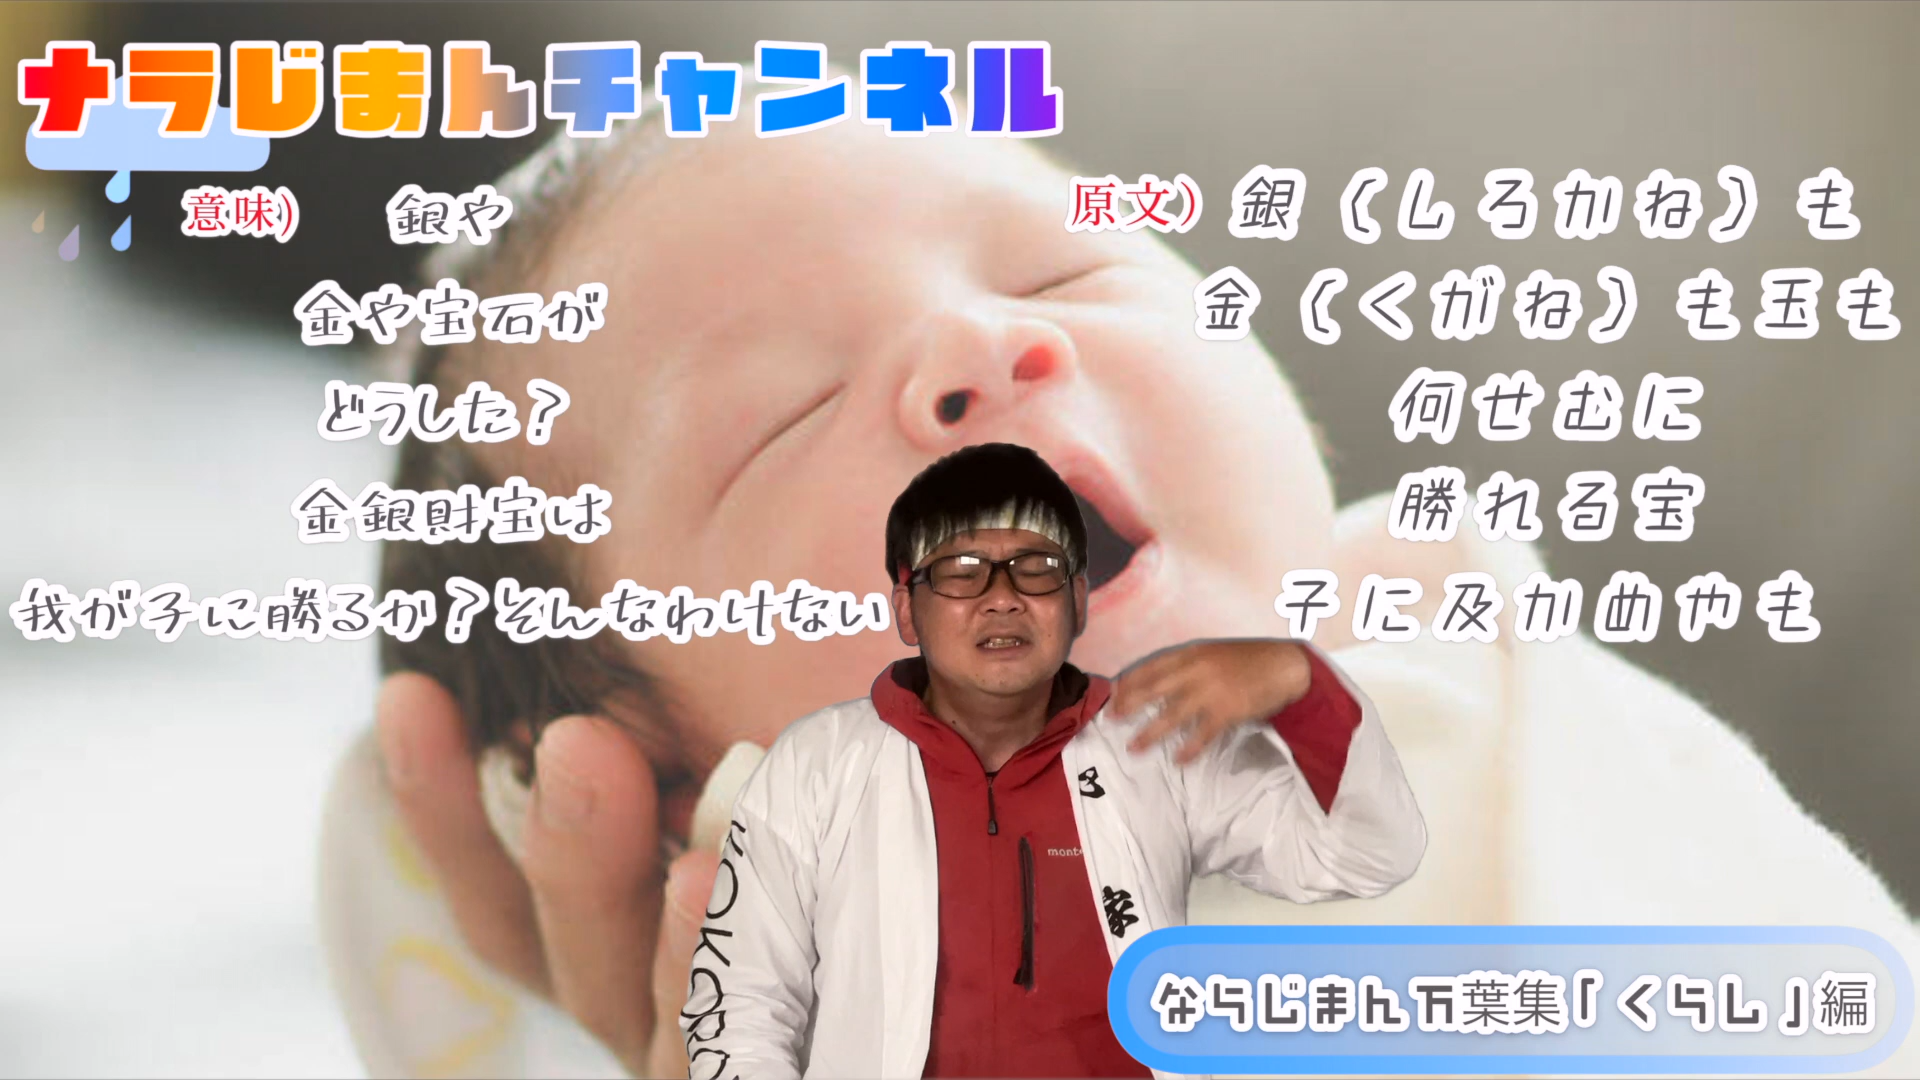 ナラじまんチャンネル
意味)
銀や
金や宝石が
どうした?
金銀財宝は
我が子に勝るか?そんなわけない
原文)
銀(しろかね)も
金(くがね)も玉も
何せむに
勝れる宝
子に及かめやも
mont
家
KOKORO
ならじまん万葉集「くらし」編